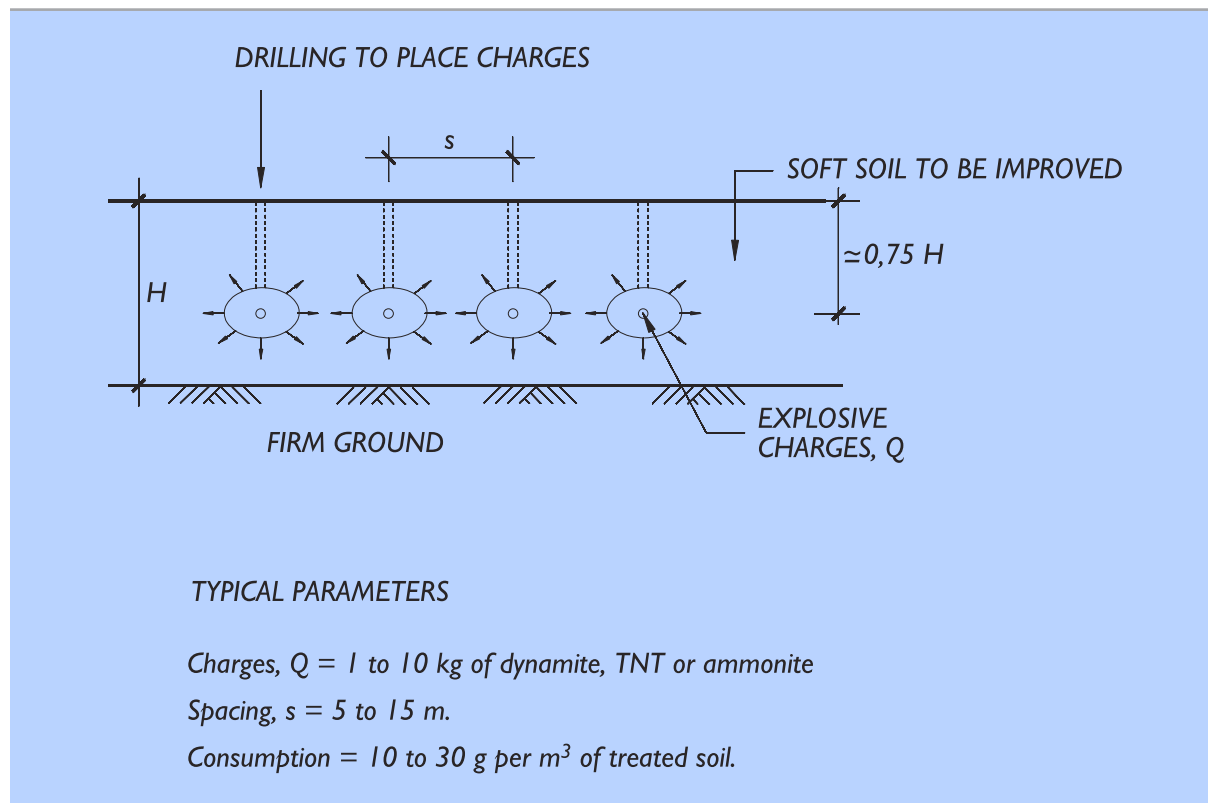 DRILLING TO PLACE CHARGES
s
SOFT SOIL TO BE IMPROVED
≃0,75 H
H
EXPLOSIVE
CHARGES, Q
FIRM GROUND
TYPICAL PARAMETERS
Charges, Q = 1 to 10 kg of dynamite, TNT or ammonite
Spacing, s = 5 to 15 m.
Consumption = 10 to 30 g per m³ of treated soil.